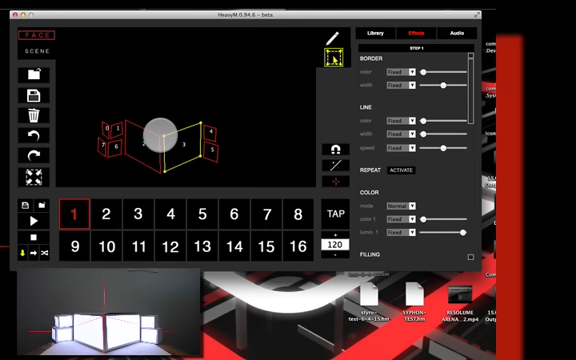 HeavyM 0.94.6 - beta
FACE
SCENE
Library Effects Audio
STEP 1
BORDER
color Fixed
width Fixed
LINE
color Fixed
width Fixed
speed Fixed
REPEAT ACTIVATE
COLOR
mode Normal
color 1 Fixed
lumin. 1 Fixed
FILLING
0 1
7 6
3
4
5
1 2 3 4 5 6 7 8
9 10 11 12 13 14 15 16
TAP
+
120
-
SYPHON-
TEST.hm
RESOLUME
ARENA
...2.mp4